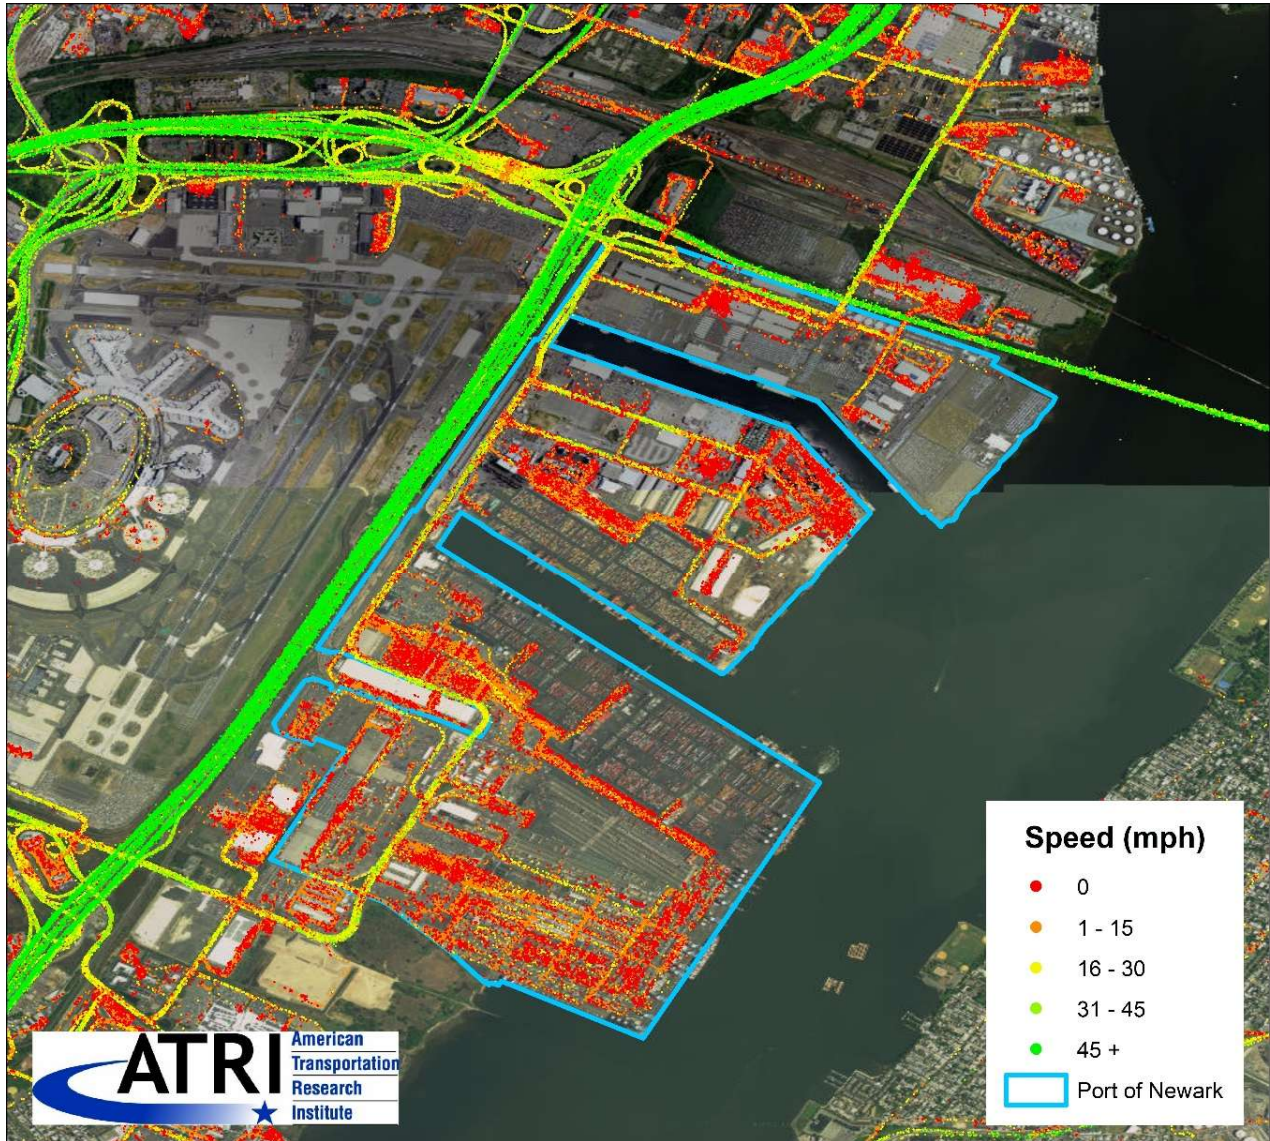 Speed (mph)
0
1 - 15
16 - 30
31 - 45
45 +
Port of Newark
ATRI
American
Transportation
Research
Institute